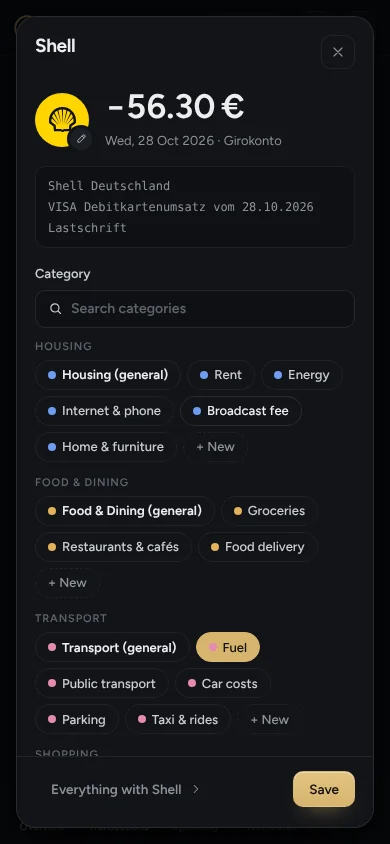 Shell
−56.30 €
Wed, 28 Oct 2026 · Girokonto
Shell Deutschland
VISA Debitkartenumsatz vom 28.10.2026
Lastschrift
Category
Search categories
HOUSING
Housing (general) Rent Energy
Internet & phone Broadcast fee
Home & furniture + New
FOOD & DINING
Food & Dining (general) Groceries
Restaurants & cafés Food delivery
+ New
TRANSPORT
Transport (general) Fuel
Public transport Car costs
Parking Taxi & rides + New
SHOPPING
Everything with Shell
Save